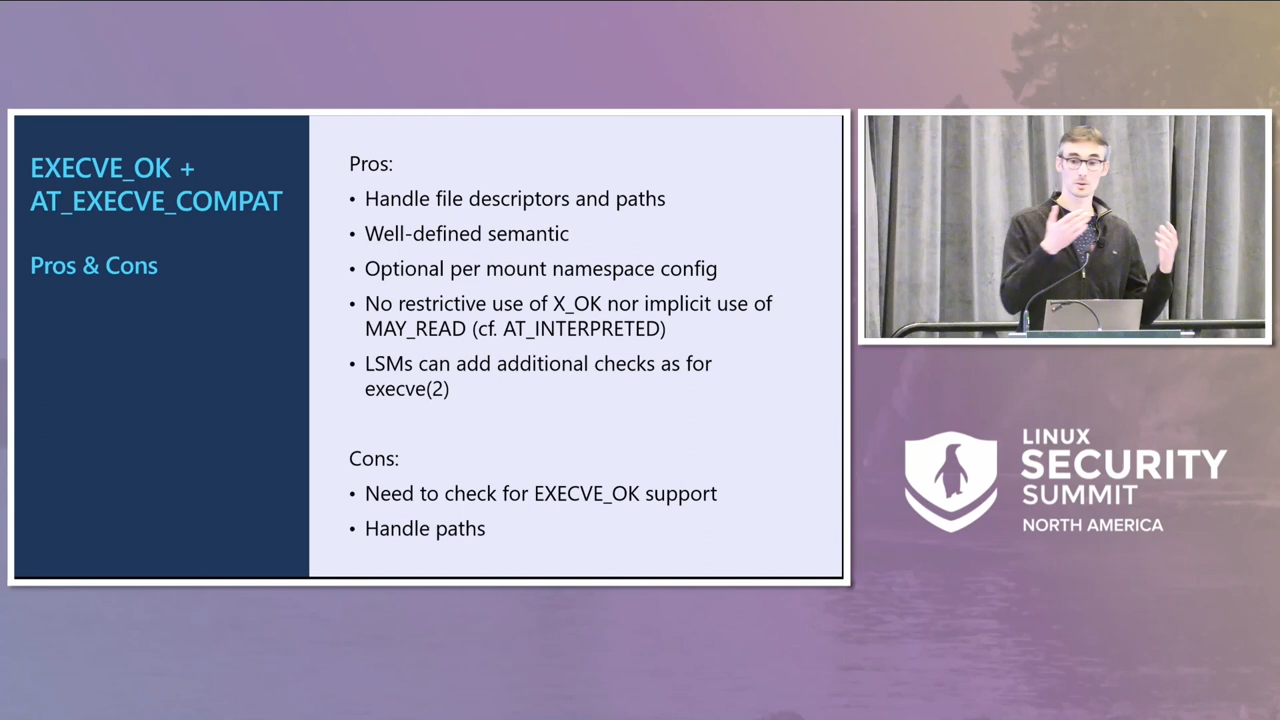 EXECVE_OK +
AT_EXECVE_COMPAT
Pros & Cons
Pros:
• Handle file descriptors and paths
• Well-defined semantic
• Optional per mount namespace config
• No restrictive use of X_OK nor implicit use of
MAY_READ (cf. AT_INTERPRETED)
• LSMs can add additional checks as for
execve(2)
Cons:
• Need to check for EXECVE_OK support
• Handle paths
LINUX
SECURITY
SUMMIT
NORTH AMERICA